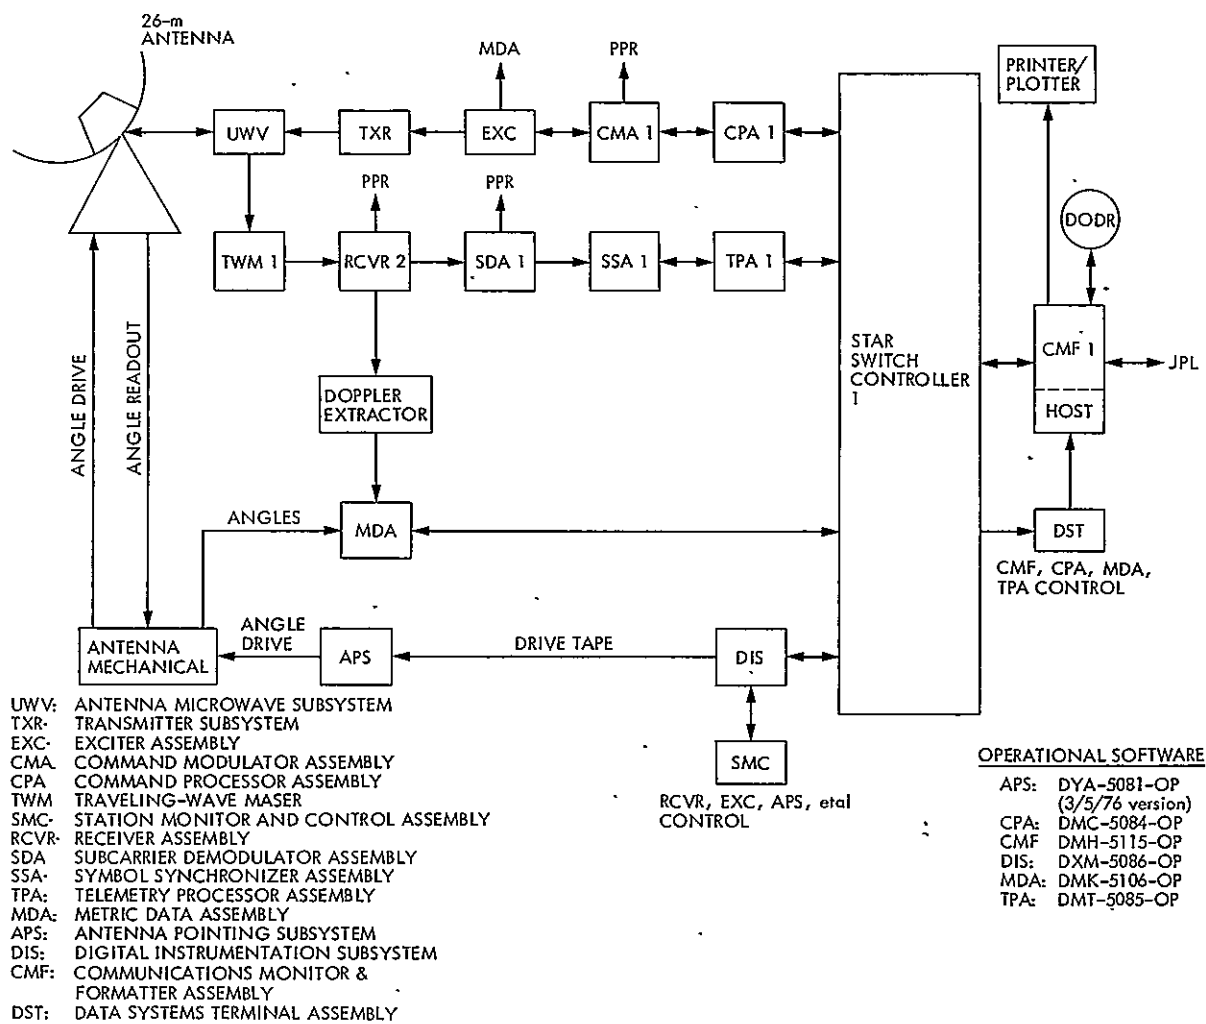 26-m
ANTENNA
MDA
PPR
PRINTER/
PLOTTER
UWV
TXR
EXC
CMA 1
CPA 1
PPR
PPR
DODR
TWM 1
RCVR 2
SDA 1
SSA 1
TPA 1
STAR
SWITCH
CONTROLLER
1
CMF 1
JPL
HOST
ANGLE DRIVE
ANGLE READOUT
DOPPLER
EXTRACTOR
ANGLES
MDA
DST
CMF, CPA, MDA,
TPA CONTROL
ANTENNA
MECHANICAL
ANGLE
DRIVE
APS
DRIVE TAPE
DIS
SMC
RCVR, EXC, APS, etal
CONTROL
UWV: ANTENNA MICROWAVE SUBSYSTEM
TXR· TRANSMITTER SUBSYSTEM
EXC· EXCITER ASSEMBLY
CMA. COMMAND MODULATOR ASSEMBLY
CPA COMMAND PROCESSOR ASSEMBLY
TWM TRAVELING-WAVE MASER
SMC· STATION MONITOR AND CONTROL ASSEMBLY
RCVR· RECEIVER ASSEMBLY
SDA SUBCARRIER DEMODULATOR ASSEMBLY
SSA· SYMBOL SYNCHRONIZER ASSEMBLY
TPA: TELEMETRY PROCESSOR ASSEMBLY
MDA: METRIC DATA ASSEMBLY
APS: ANTENNA POINTING SUBSYSTEM
DIS: DIGITAL INSTRUMENTATION SUBSYSTEM
CMF: COMMUNICATIONS MONITOR &
FORMATTER ASSEMBLY
DST: DATA SYSTEMS TERMINAL ASSEMBLY
OPERATIONAL SOFTWARE
APS: DYA-5081-OP
(3/5/76 version)
CPA: DMC-5084-OP
CMF DMH-5115-OP
DIS: DXM-5086-OP
MDA: DMK-5106-OP
TPA: DMT-5085-OP